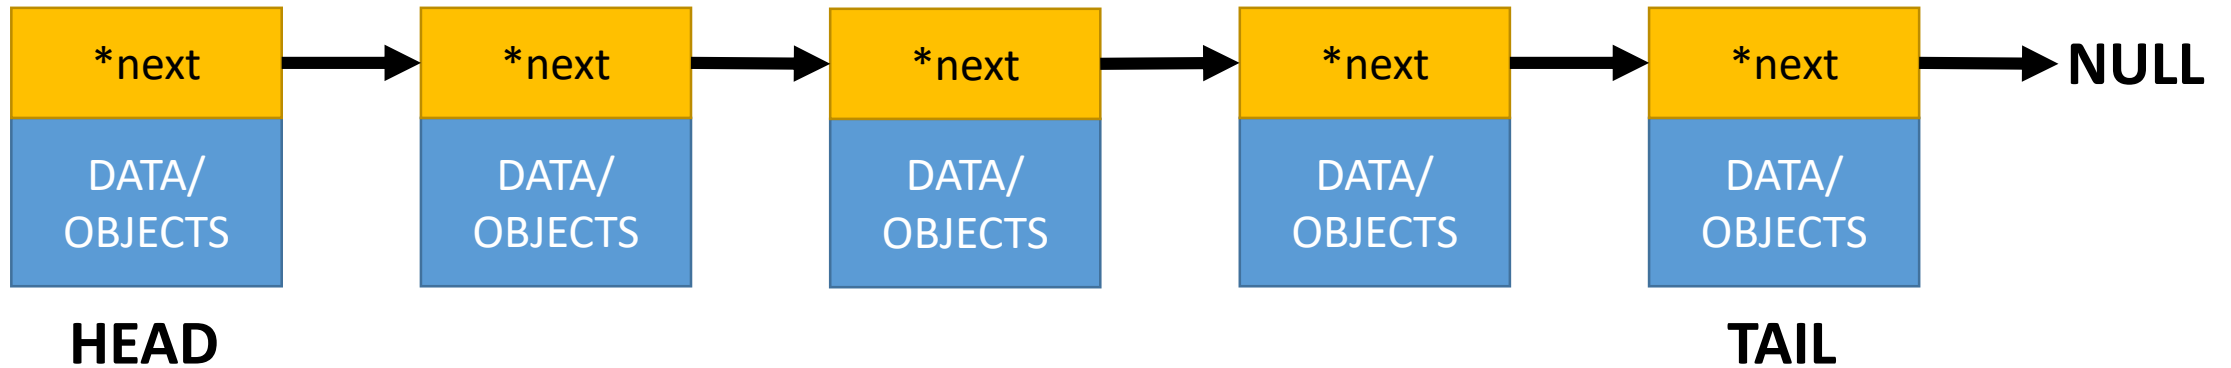 *next
*next
*next
*next
*next
NULL
DATA/
OBJECTS
DATA/
OBJECTS
DATA/
OBJECTS
DATA/
OBJECTS
DATA/
OBJECTS
HEAD
TAIL